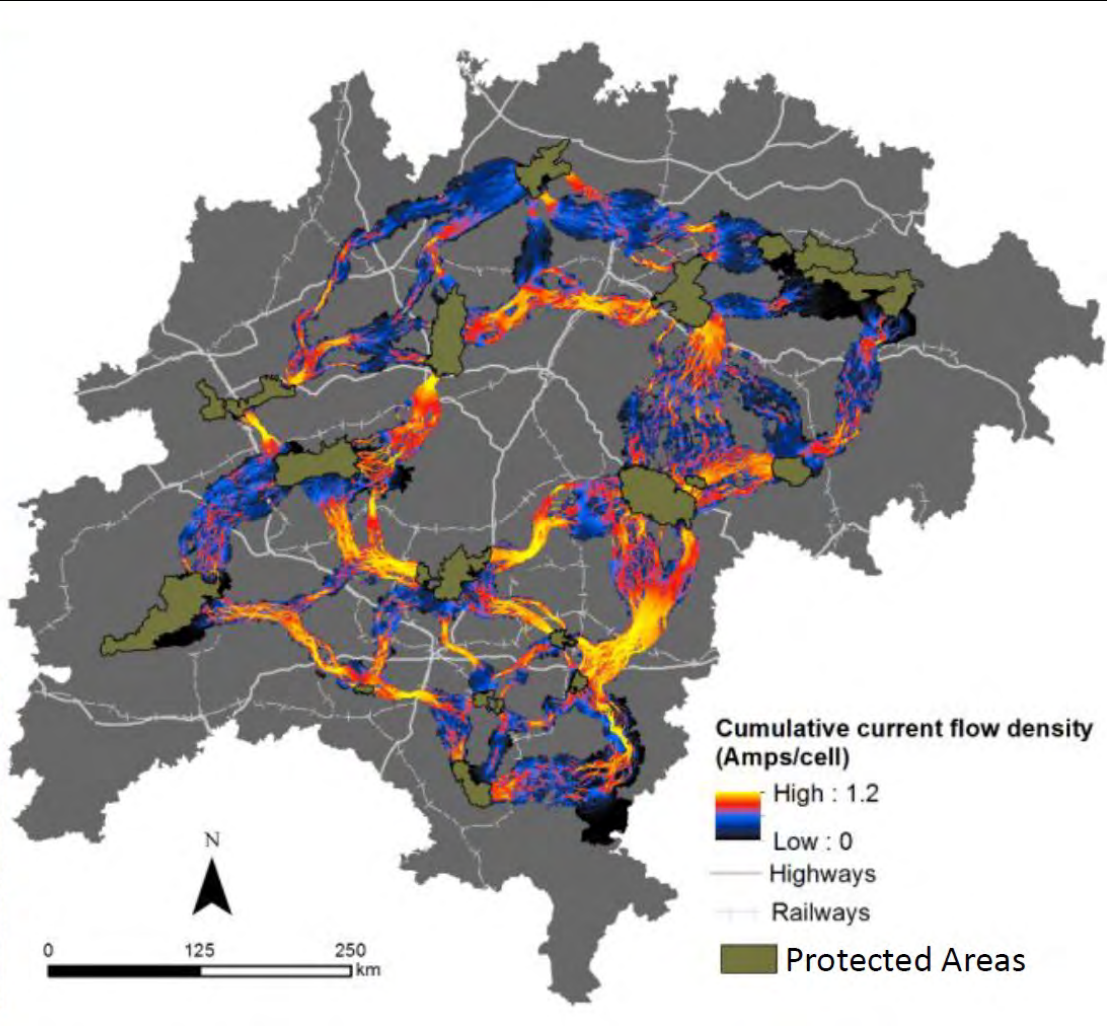 Cumulative current flow density
(Amps/cell)
High : 1.2
Low : 0
Highways
Railways
Protected Areas
N
0 125 250
km